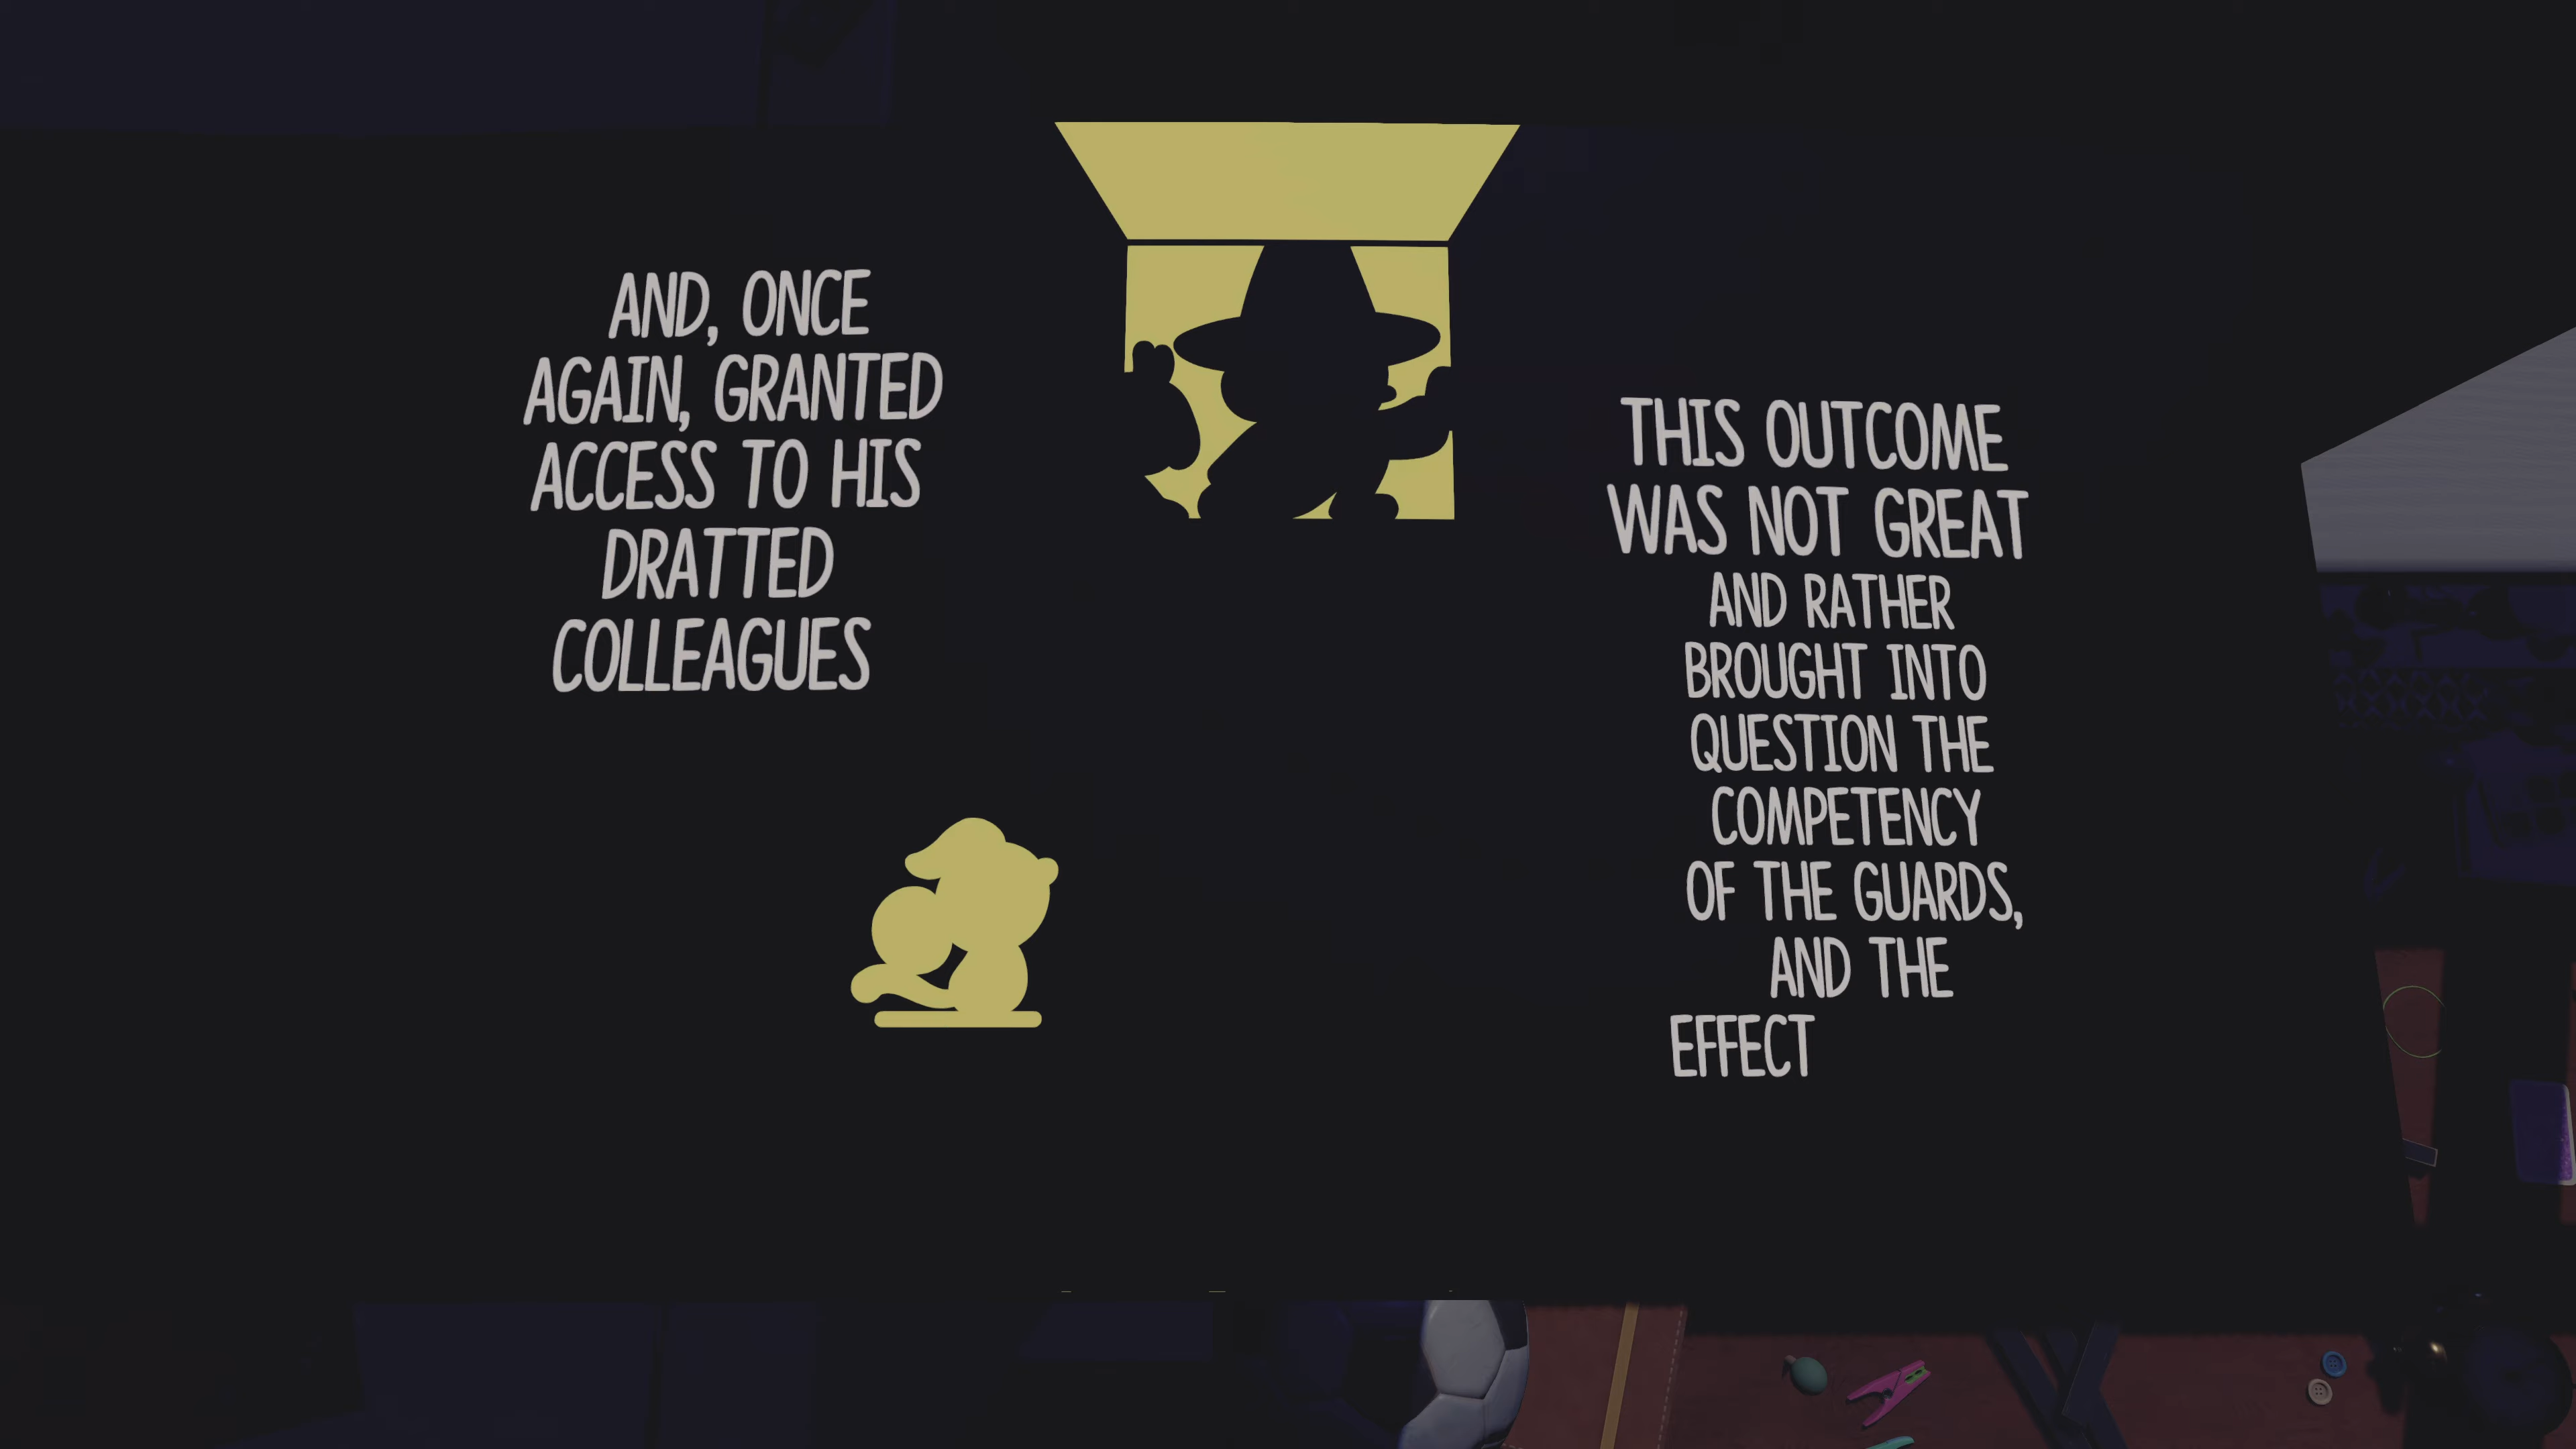 AND, ONCE
AGAIN, GRANTED
ACCESS TO HIS
DRATTED
COLLEAGUES
THIS OUTCOME
WAS NOT GREAT
AND RATHER
BROUGHT INTO
QUESTION THE
COMPETENCY
OF THE GUARDS,
AND THE
EFFECT